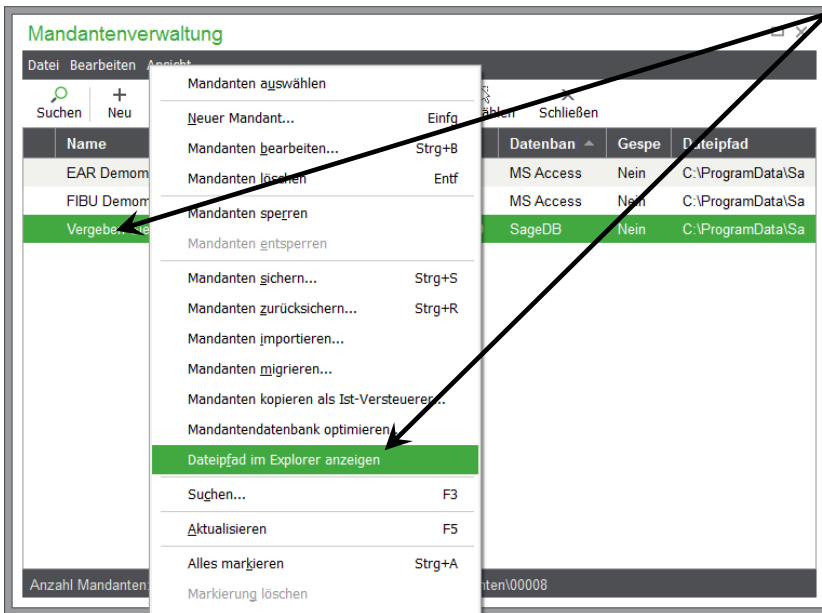 Mandantenverwaltung
Datei Bearbeiten Ansicht
Suchen Neu Schließen
Name Datenban Gespe Dateipfad
EAR Demom MS Access Nein C:\ProgramData\Sa
FIBU Demom MS Access Nein C:\ProgramData\Sa
Vergeben SageDB Nein C:\ProgramData\Sa
Mandanten auswählen
Neuer Mandant... Einfg
Mandanten bearbeiten... Strg+B
Mandanten löschen Entf
Mandanten sperren
Mandanten entsperren
Mandanten sichern... Strg+S
Mandanten zurücksichern... Strg+R
Mandanten importieren...
Mandanten migrieren...
Mandanten kopieren als Ist-Versteuerer...
Mandantendatenbank optimieren...
Dateipfad im Explorer anzeigen
Suchen... F3
Aktualisieren F5
Alles markieren Strg+A
Markierung löschen
Anzahl Mandanten: nten\00008